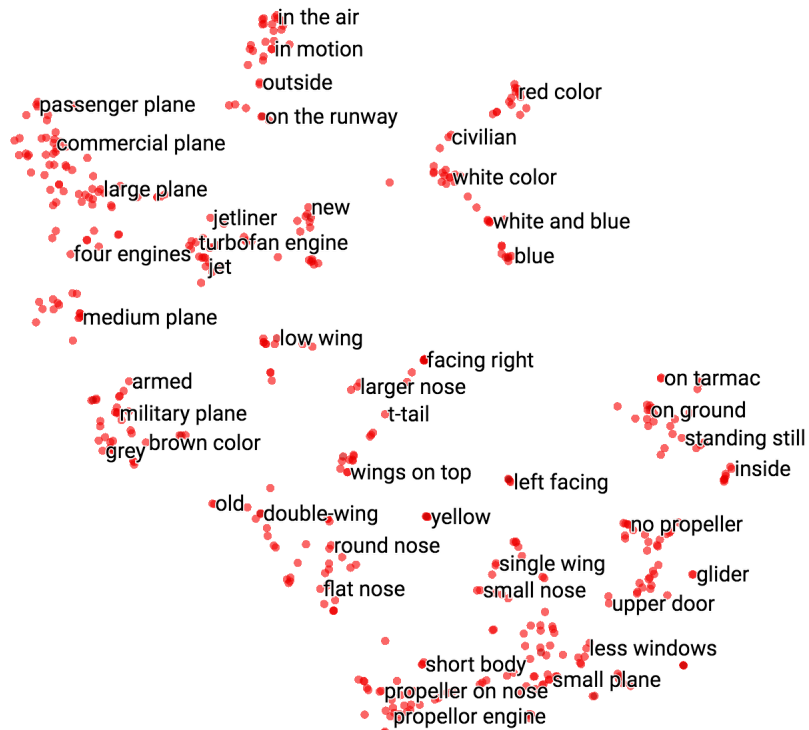 in the air
in motion
outside
red color
passenger plane
on the runway
civilian
commercial plane
white color
large plane
new
jetliner
white and blue
turbofan engine
four engines
blue
jet
medium plane
low wing
facing right
on tarmac
armed
larger nose
military plane
t-tail
on ground
brown color
standing still
grey
wings on top
inside
left facing
old
double-wing
yellow
no propeller
round nose
single wing
glider
flat nose
small nose
upper door
less windows
short body
small plane
propeller on nose
propellor engine